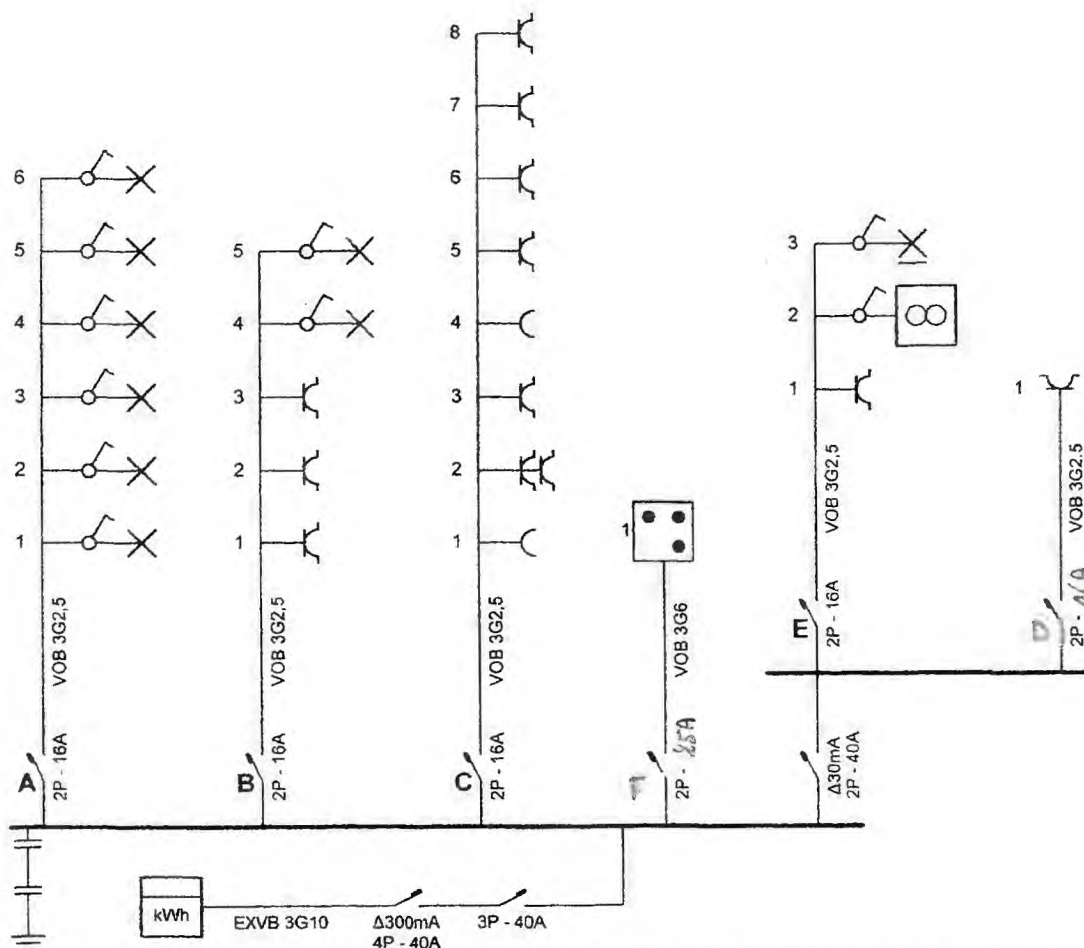 8
7
6
5
4
3
2
1
6
5
4
3
2
1
5
4
3
2
1
3
2
1
1
1
VOB 3G2,5
VOB 3G2,5
VOB 3G2,5
VOB 3G6
VOB 3G2,5
VOB 3G2,5
A
2P - 16A
B
2P - 16A
C
2P - 16A
F
2P - 25A
E
2P - 16A
D
2P - 16A
Δ30mA
2P - 40A
kWh
EXVB 3G10
Δ300mA
4P - 40A
3P - 40A